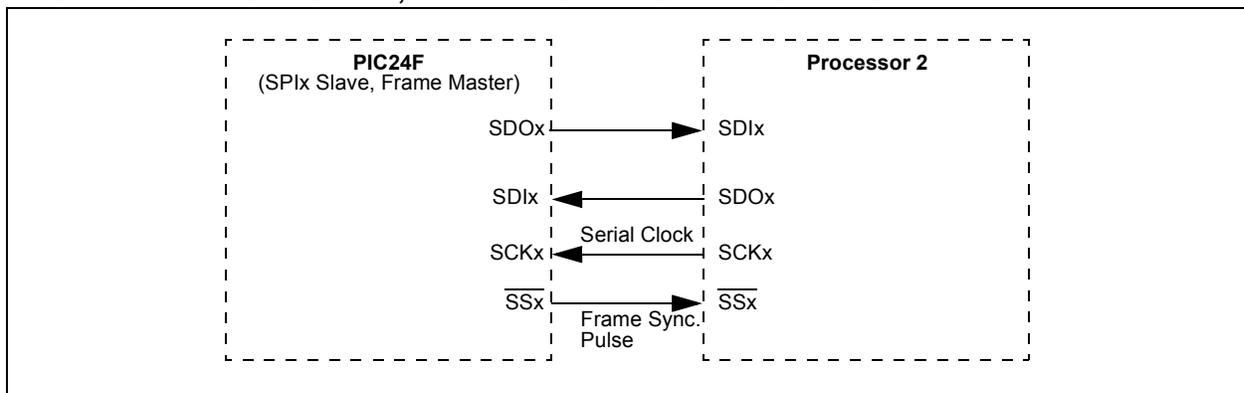 PIC24F
(SPIx Slave, Frame Master)
Processor 2
SDOx
SDIx
SDIx
SDOx
Serial Clock
SCKx
SCKx
SSx
SSx
Frame Sync.
Pulse